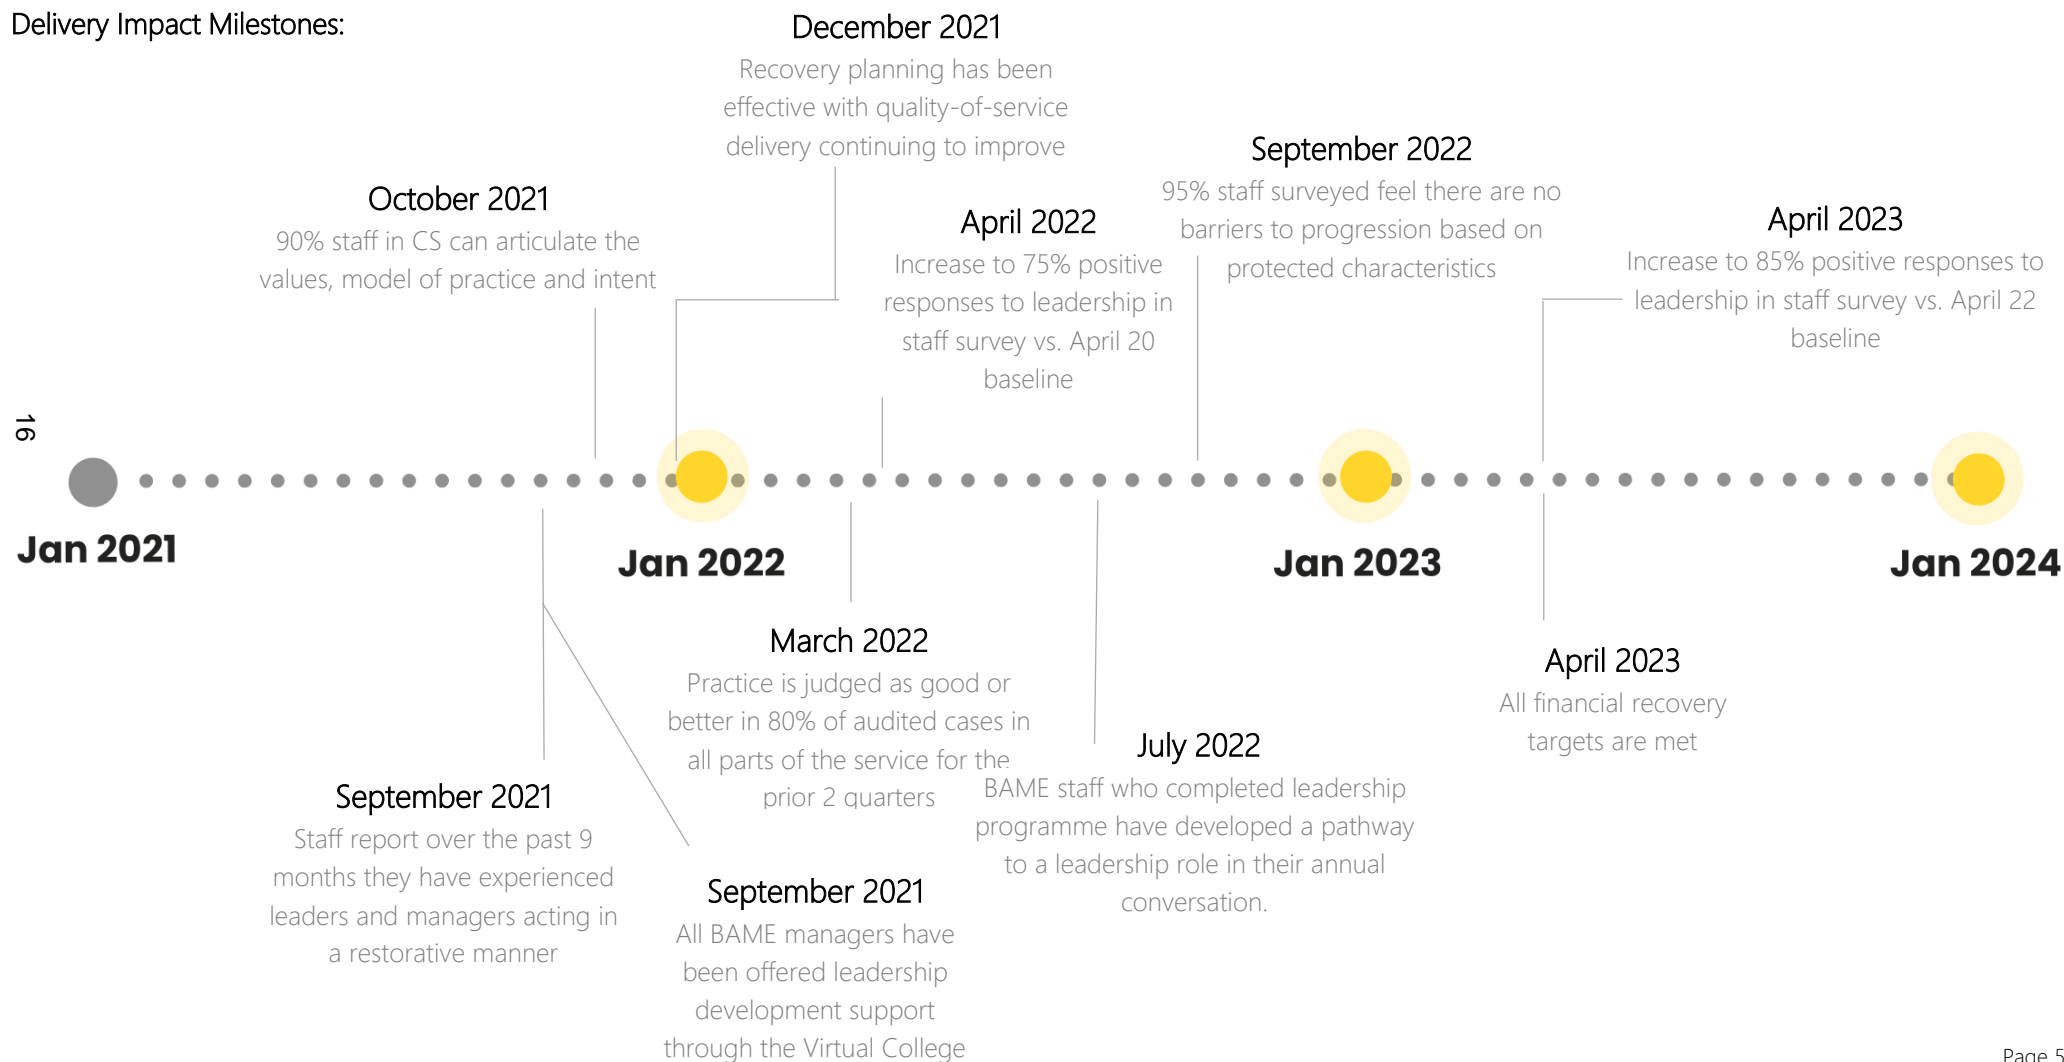 Delivery Impact Milestones:
December 2021
Recovery planning has been
effective with quality-of-service
delivery continuing to improve
September 2022
95% staff surveyed feel there are no
barriers to progression based on
protected characteristics
October 2021
90% staff in CS can articulate the
values, model of practice and intent
April 2022
Increase to 75% positive
responses to leadership in
staff survey vs. April 20
baseline
April 2023
Increase to 85% positive responses to
leadership in staff survey vs. April 22
baseline
16
Jan 2021
Jan 2022
Jan 2023
Jan 2024
March 2022
Practice is judged as good or
better in 80% of audited cases in
all parts of the service for the
prior 2 quarters
April 2023
All financial recovery
targets are met
July 2022
BAME staff who completed leadership
programme have developed a pathway
to a leadership role in their annual
conversation.
September 2021
Staff report over the past 9
months they have experienced
leaders and managers acting in
a restorative manner
September 2021
All BAME managers have
been offered leadership
development support
through the Virtual College
Page 5